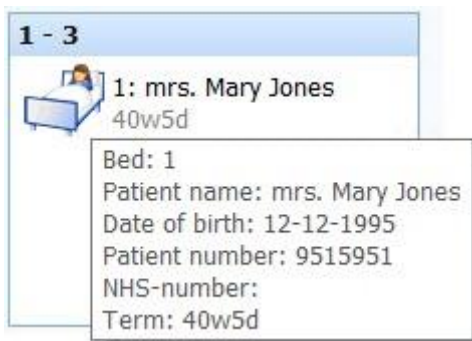 1 - 3
1: mrs. Mary Jones
40w5d
Bed: 1
Patient name: mrs. Mary Jones
Date of birth: 12-12-1995
Patient number: 9515951
NHS-number:
Term: 40w5d